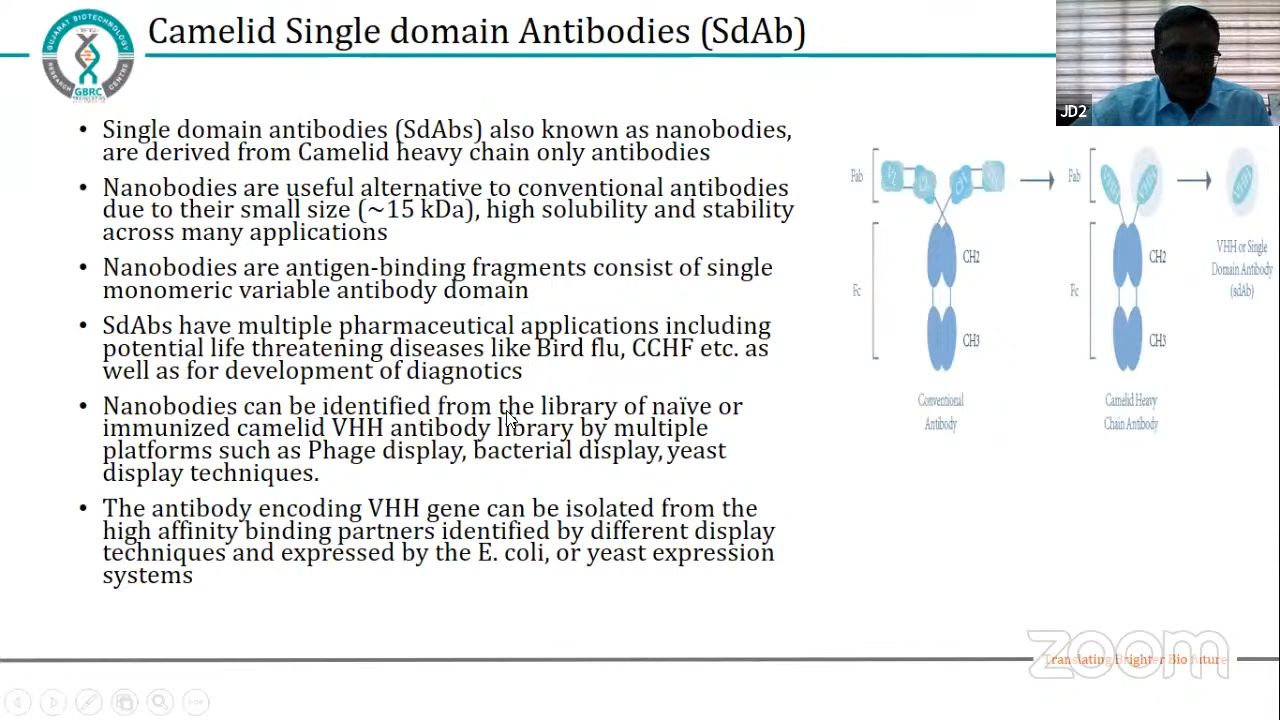 Camelid Single domain Antibodies (SdAb)
GUJARAT BIOTECHNOLOGY
RESEARCH CENTRE
GBRC
JD2
• Single domain antibodies (SdAbs) also known as nanobodies,
are derived from Camelid heavy chain only antibodies
• Nanobodies are useful alternative to conventional antibodies
due to their small size (~15 kDa), high solubility and stability
across many applications
• Nanobodies are antigen-binding fragments consist of single
monomeric variable antibody domain
• SdAbs have multiple pharmaceutical applications including
potential life threatening diseases like Bird flu, CCHF etc. as
well as for development of diagnotics
• Nanobodies can be identified from the library of naïve or
immunized camelid VHH antibody library by multiple
platforms such as Phage display, bacterial display, yeast
display techniques.
• The antibody encoding VHH gene can be isolated from the
high affinity binding partners identified by different display
techniques and expressed by the E. coli, or yeast expression
systems
Fab
Fc
CH2
CH3
Conventional
Antibody
Fab
VHH
VHH
Fc
CH2
CH3
Camelid Heavy
Chain Antibody
VHH
VHH or Single
Domain Antibody
(sdAb)
zoom
Translating Brighter Bio future